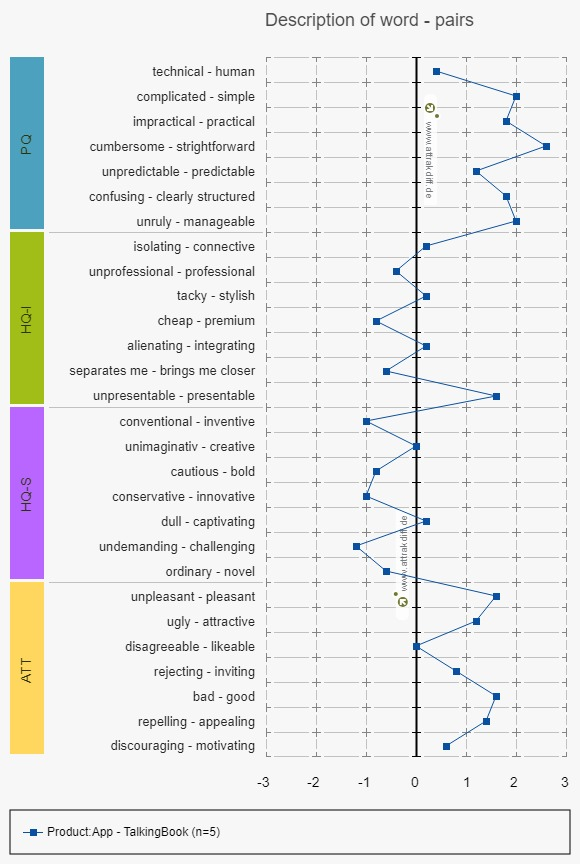 Description of word - pairs
PQ
technical - human
complicated - simple
impractical - practical
cumbersome - strightforward
unpredictable - predictable
confusing - clearly structured
unruly - manageable
www.attrakdiff.de
HQ-I
isolating - connective
unprofessional - professional
tacky - stylish
cheap - premium
alienating - integrating
separates me - brings me closer
unpresentable - presentable
HQ-S
conventional - inventive
unimaginativ - creative
cautious - bold
conservative - innovative
dull - captivating
undemanding - challenging
ordinary - novel
www.attrakdiff.de
ATT
unpleasant - pleasant
ugly - attractive
disagreeable - likeable
rejecting - inviting
bad - good
repelling - appealing
discouraging - motivating
-3 -2 -1 0 1 2 3
Product:App - TalkingBook (n=5)